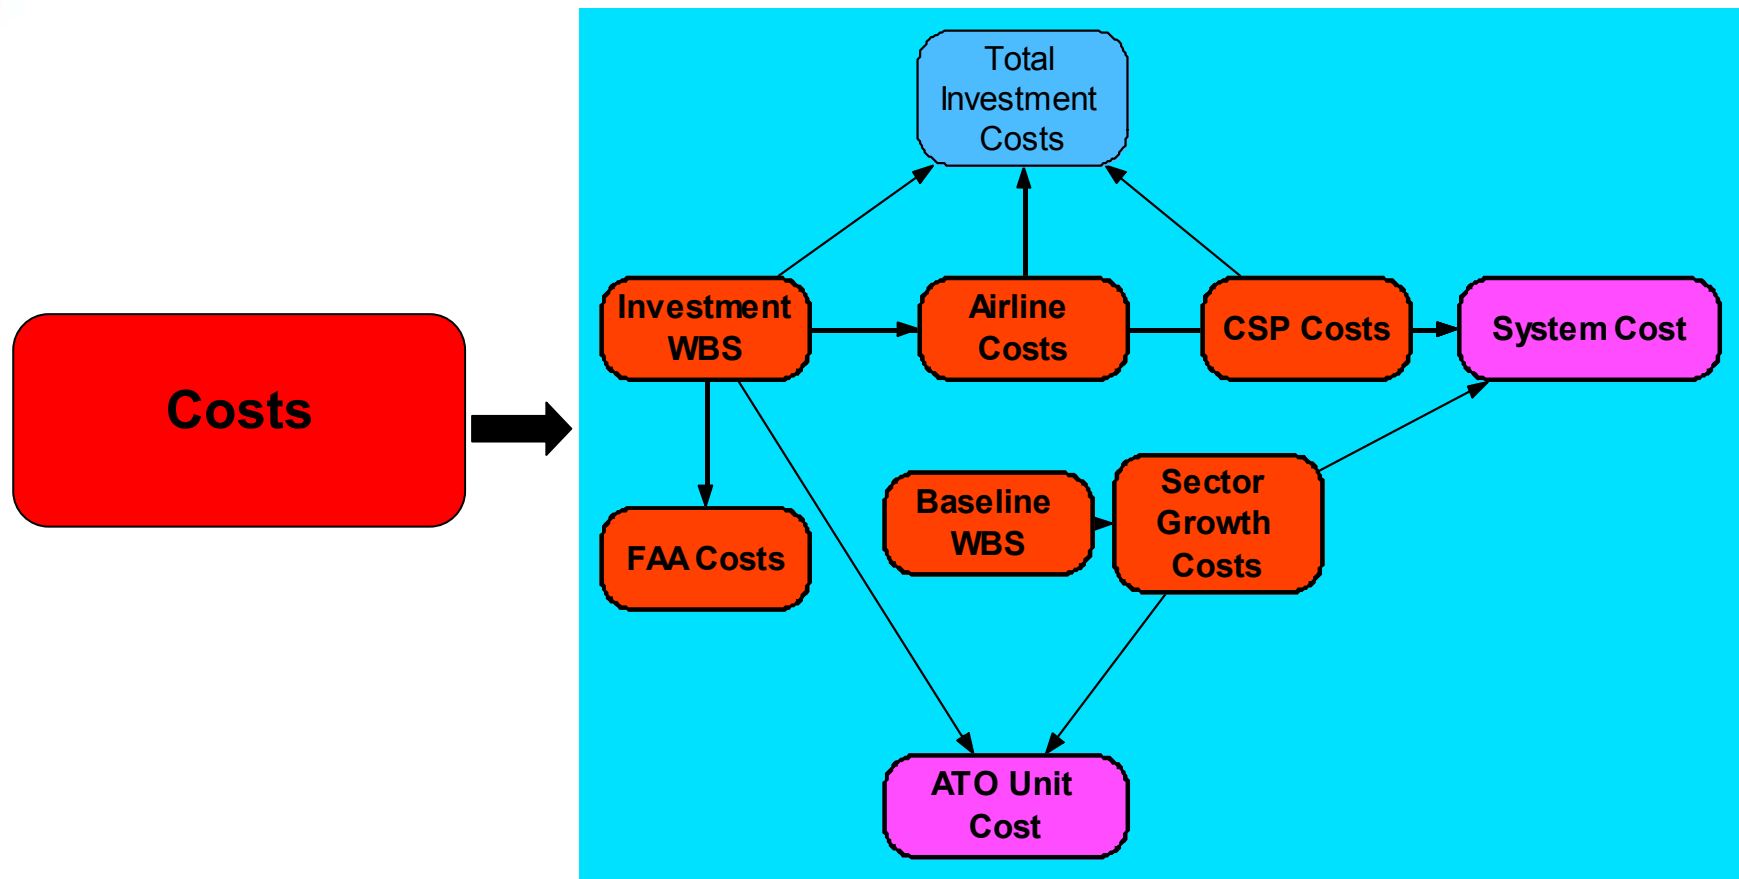 Total
Investment
Costs
Investment
WBS
Airline
Costs
CSP Costs
System Cost
Costs
Baseline
WBS
Sector
Growth
Costs
FAA Costs
ATO Unit
Cost